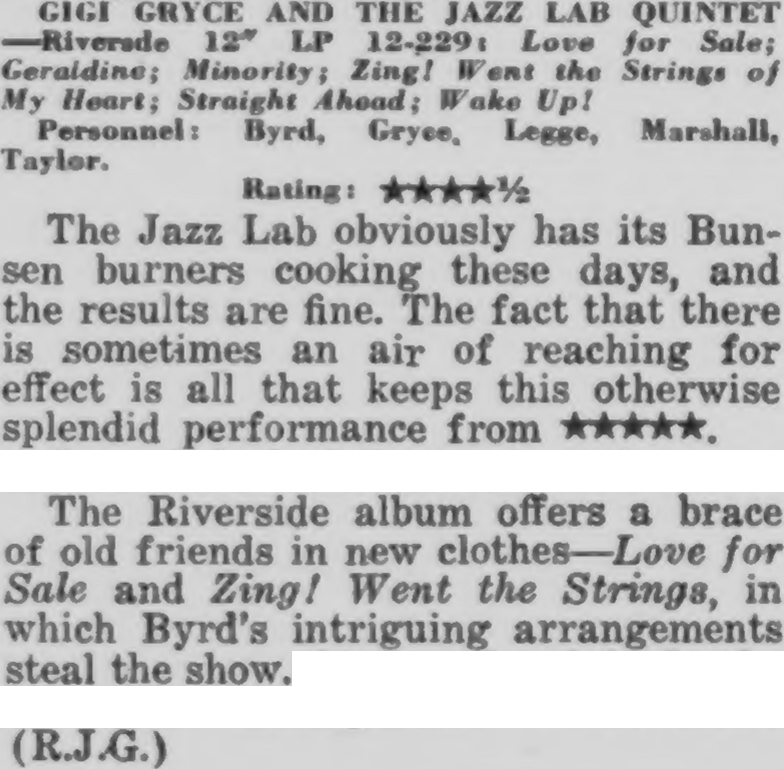 GIGI GRYCE AND THE JAZZ LAB QUINTET
—Riverside 12" LP 12-229: Love for Sale;
Geraldine; Minority; Zing! Went the Strings of
My Heart; Straight Ahead; Wake Up!
Personnel: Byrd, Gryce, Legge, Marshall,
Taylor.
Rating: ★★★★½
The Jazz Lab obviously has its Bun-
sen burners cooking these days, and
the results are fine. The fact that there
is sometimes an air of reaching for
effect is all that keeps this otherwise
splendid performance from ★★★★★.
The Riverside album offers a brace
of old friends in new clothes—Love for
Sale and Zing! Went the Strings, in
which Byrd's intriguing arrangements
steal the show.
(R.J.G.)